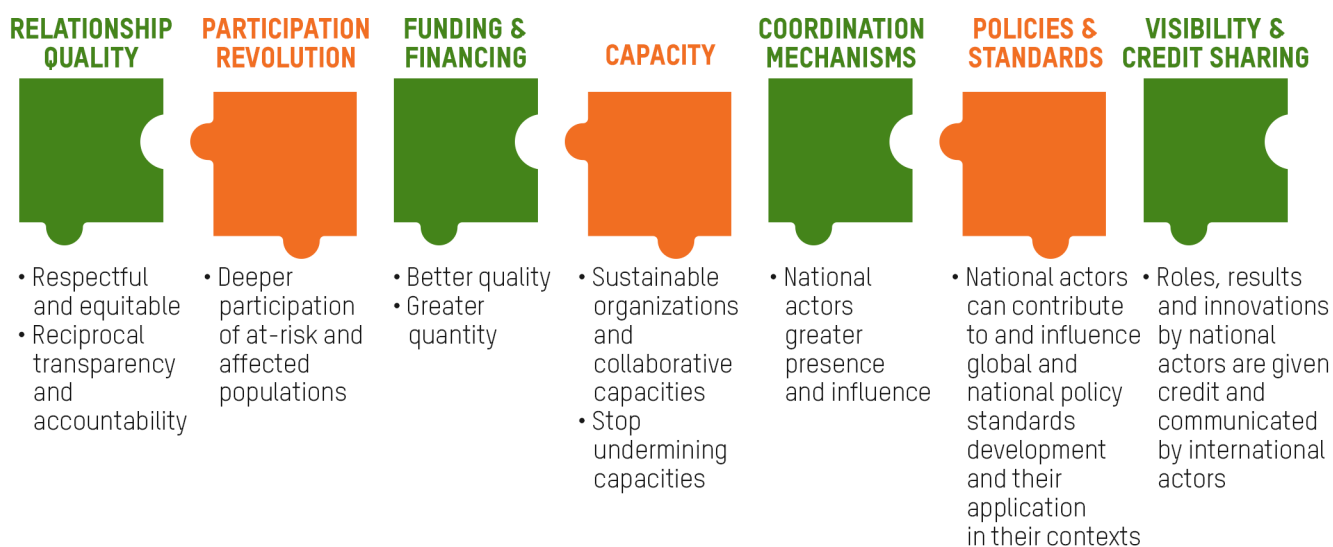 RELATIONSHIP
QUALITY
PARTICIPATION
REVOLUTION
FUNDING &
FINANCING
CAPACITY
COORDINATION
MECHANISMS
POLICIES &
STANDARDS
VISIBILITY &
CREDIT SHARING
• Respectful
and equitable
• Reciprocal
transparency
and
accountability
• Deeper
participation
of at-risk and
affected
populations
• Better quality
• Greater
quantity
• Sustainable
organizations
and
collaborative
capacities
• Stop
undermining
capacities
• National
actors
greater
presence
and influence
• National actors
can contribute
to and influence
global and
national policy
standards
development
and their
application
in their contexts
• Roles, results
and innovations
by national
actors are given
credit and
communicated
by international
actors